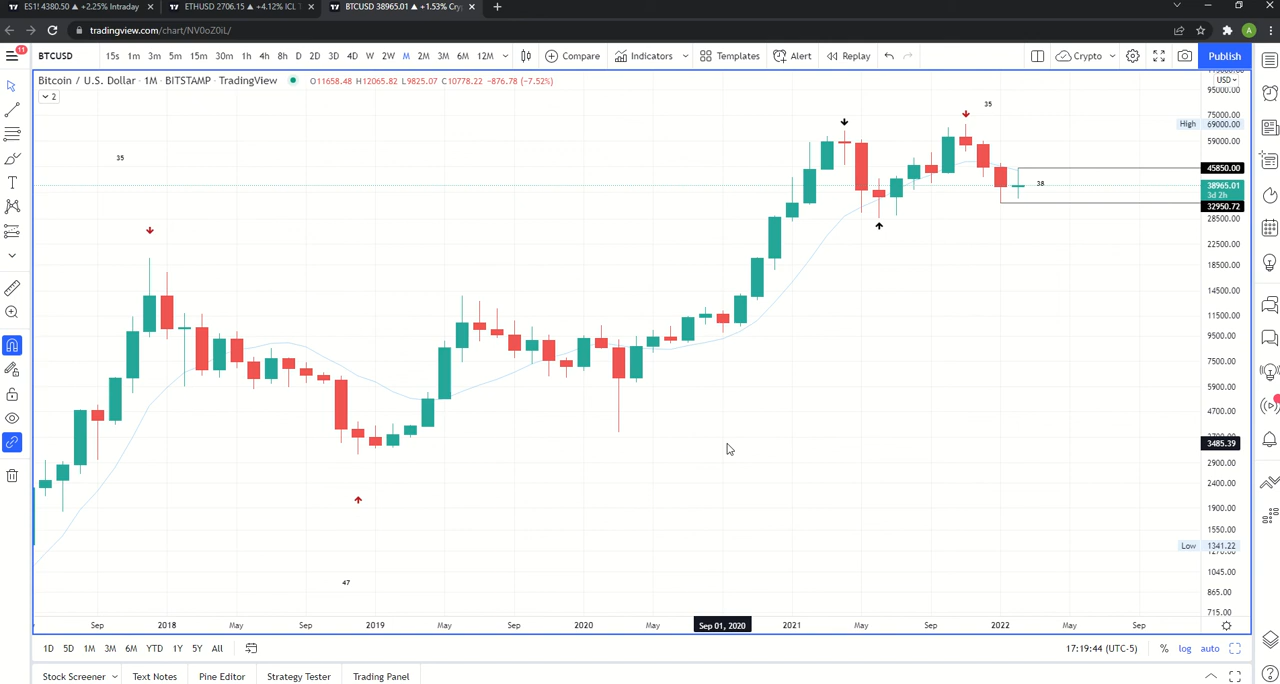 ES1! 4380.50 ▲ +2.25% Intraday
ETHUSD 2706.15 ▲ +4.12% ICL T
BTCUSD 38965.01 ▲ +1.53% Cry
tradingview.com/chart/NV0oZ0iL/
A
11
BTCUSD 15s 1m 3m 5m 15m 30m 1h 4h 8h D 2D 3D 4D W 2W M 2M 3M 6M 12M Compare Indicators Templates Alert Replay Crypto Publish
Bitcoin / U.S. Dollar · 1M · BITSTAMP · TradingView O11658.48 H12065.82 L9825.07 C10778.22 −876.78 (−7.52%)
USD
2
95000.00
75000.00
High 69000.00
59000.00
45850.00
38965.01
3d 2h
32950.72
28500.00
22500.00
18500.00
14500.00
11500.00
9500.00
7500.00
5900.00
4700.00
3485.39
2900.00
2400.00
1900.00
1550.00
Low 1341.22
1045.00
865.00
715.00
35
35
38
47
Sep 2018 May Sep 2019 May Sep 2020 May Sep 01, 2020 2021 May Sep 2022 May Sep
1D 5D 1M 3M 6M YTD 1Y 5Y All 17:19:44 (UTC-5) % log auto
Stock Screener Text Notes Pine Editor Strategy Tester Trading Panel